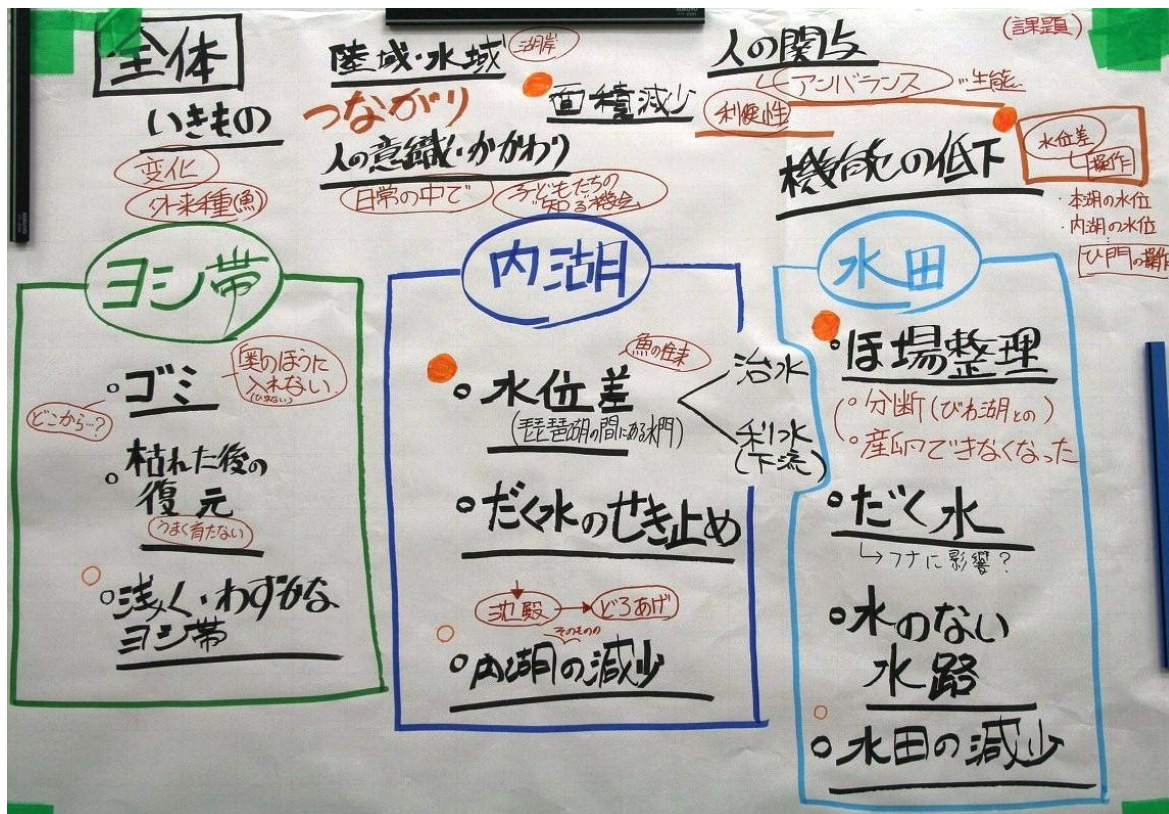 全体
(課題)
陸域・水域
湖岸
つながり
面積減少
人の関与
アンバランス
生態
利便性
いきもの
変化
外来種(魚)
人の意識・かかわり
日常の中で
子どもたちの
知る機会
機能の低下
水位差
操作
・本湖の水位
・内湖の水位
ひ門の操作
ヨシ帯
ゴミ
奥のほうに
入れない
どこから…?
枯れた後の
復元
うまく育たない
浅く・わずかな
ヨシ帯
内湖
魚の往来
水位差
(琵琶湖の間にある水門)
治水
利水
(下流)
だく水のせき止め
沈殿
どろあげ
そのものの
内湖の減少
水田
ほ場整理
分断(びわ湖との)
産卵できなくなった
だく水
フナに影響?
水のない
水路
水田の減少